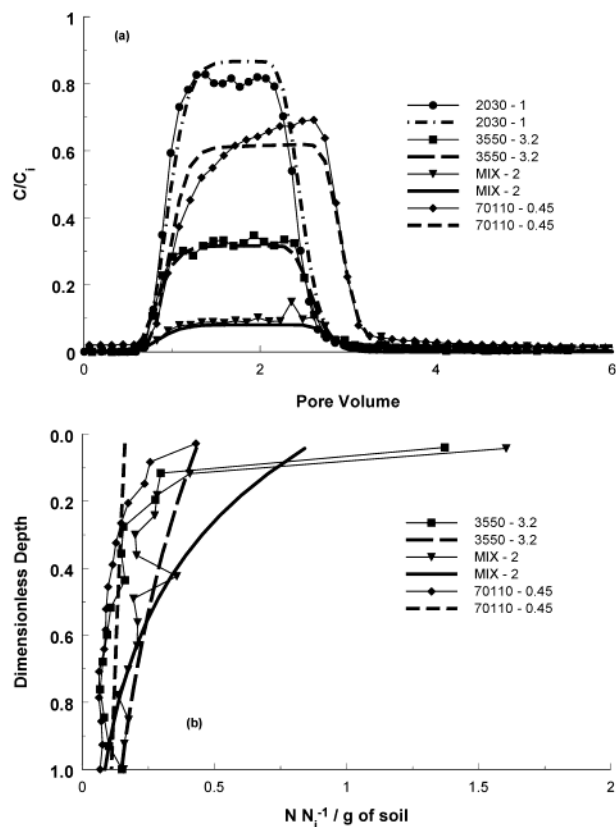 (a)
1
0.8
0.6
0.4
0.2
0
C/Ci
0
2
4
6
Pore Volume
2030 - 1
2030 - 1
3550 - 3.2
3550 - 3.2
MIX - 2
MIX - 2
70110 - 0.45
70110 - 0.45
0.0
0.2
0.4
0.6
0.8
1.0
Dimensionless Depth
3550 - 3.2
3550 - 3.2
MIX - 2
MIX - 2
70110 - 0.45
70110 - 0.45
(b)
0
0.5
1
1.5
2
N Ni-1 / g of soil